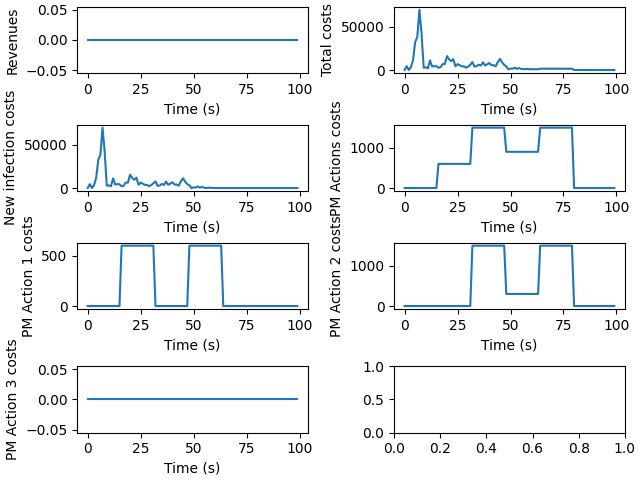 Revenues
0.05
0.00
−0.05
0 25 50 75 100
Time (s)
Total costs
50000
0
0 25 50 75 100
Time (s)
New infection costs
50000
0
0 25 50 75 100
Time (s)
PM Actions costs
1000
0
0 25 50 75 100
Time (s)
PM Action 1 costs
500
0
0 25 50 75 100
Time (s)
PM Action 2 costs
1000
0
0 25 50 75 100
Time (s)
PM Action 3 costs
0.05
0.00
−0.05
0 25 50 75 100
Time (s)
1.0
0.5
0.0
0.0 0.2 0.4 0.6 0.8 1.0